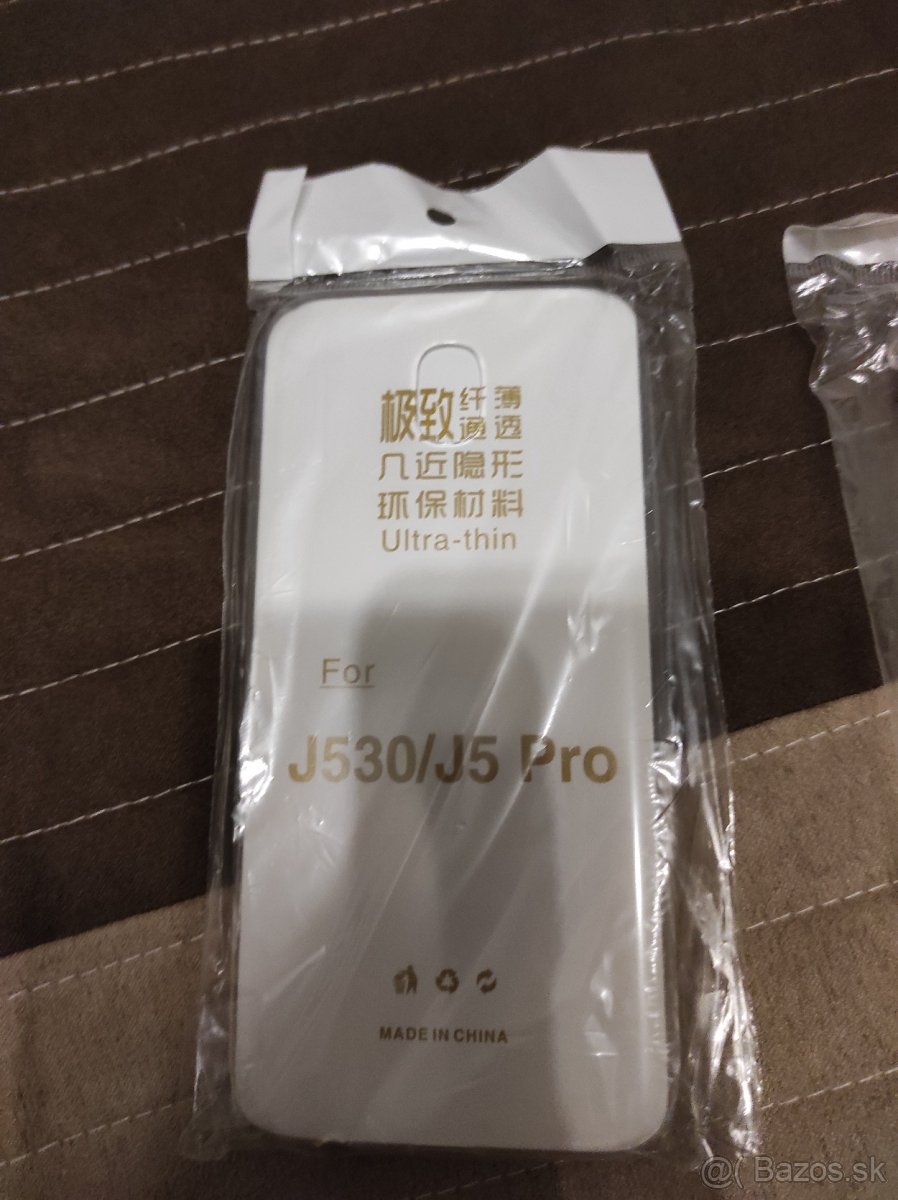 极致纤薄
通透
几近隐形
环保材料
Ultra-thin
For
J530/J5 Pro
MADE IN CHINA
@( Bazos.sk